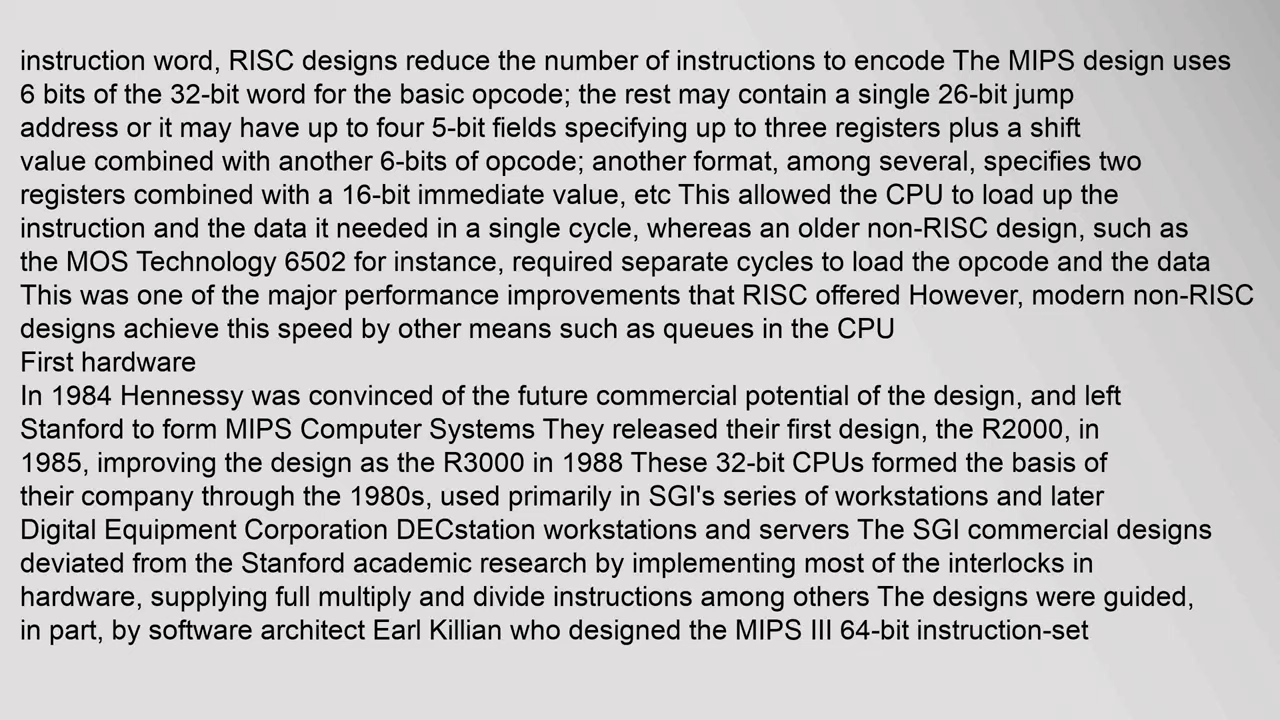 instruction word, RISC designs reduce the number of instructions to encode The MIPS design uses
6 bits of the 32-bit word for the basic opcode; the rest may contain a single 26-bit jump
address or it may have up to four 5-bit fields specifying up to three registers plus a shift
value combined with another 6-bits of opcode; another format, among several, specifies two
registers combined with a 16-bit immediate value, etc This allowed the CPU to load up the
instruction and the data it needed in a single cycle, whereas an older non-RISC design, such as
the MOS Technology 6502 for instance, required separate cycles to load the opcode and the data
This was one of the major performance improvements that RISC offered However, modern non-RISC
designs achieve this speed by other means such as queues in the CPU
First hardware
In 1984 Hennessy was convinced of the future commercial potential of the design, and left
Stanford to form MIPS Computer Systems They released their first design, the R2000, in
1985, improving the design as the R3000 in 1988 These 32-bit CPUs formed the basis of
their company through the 1980s, used primarily in SGI's series of workstations and later
Digital Equipment Corporation DECstation workstations and servers The SGI commercial designs
deviated from the Stanford academic research by implementing most of the interlocks in
hardware, supplying full multiply and divide instructions among others The designs were guided,
in part, by software architect Earl Killian who designed the MIPS III 64-bit instruction-set